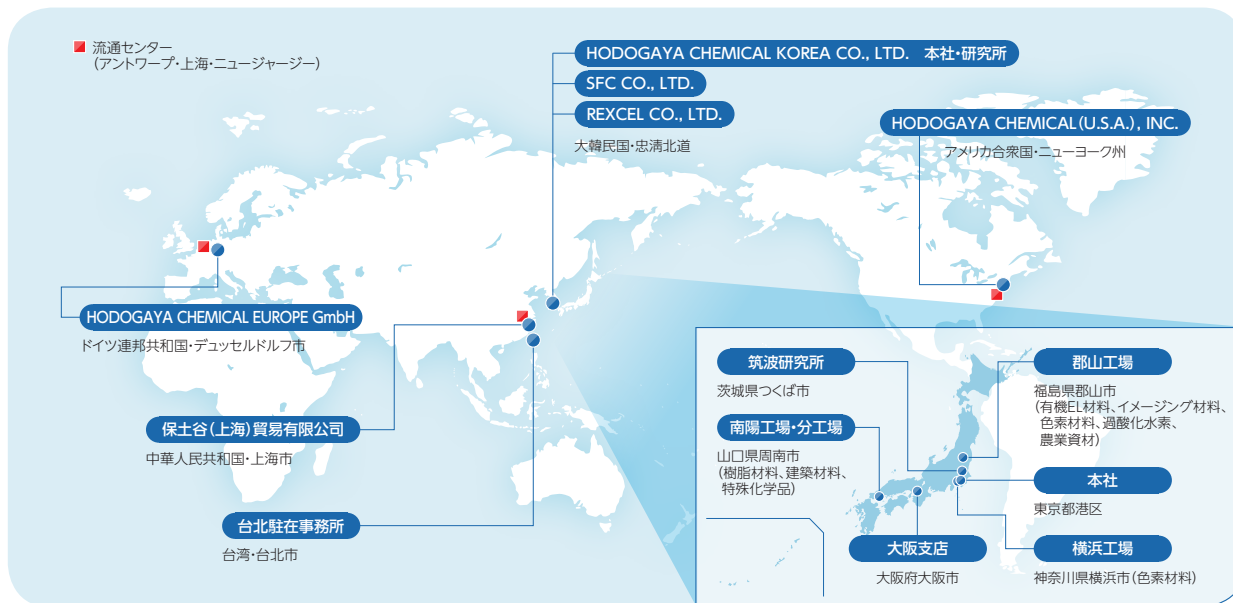 流通センター
(アントワープ・上海・ニュージャージー)
HODOGAYA CHEMICAL KOREA CO., LTD. 本社・研究所
SFC CO., LTD.
REXCEL CO., LTD.
大韓民国・忠清北道
HODOGAYA CHEMICAL(U.S.A.), INC.
アメリカ合衆国・ニューヨーク州
HODOGAYA CHEMICAL EUROPE GmbH
ドイツ連邦共和国・デュッセルドルフ市
保土谷(上海)貿易有限公司
中華人民共和国・上海市
台北駐在事務所
台湾・台北市
筑波研究所
茨城県つくば市
南陽工場・分工場
山口県周南市
(樹脂材料、建築材料、
特殊化学品)
大阪支店
大阪府大阪市
郡山工場
福島県郡山市
(有機EL材料、イメージング材料、
色素材料、過酸化水素、
農業資材)
本社
東京都港区
横浜工場
神奈川県横浜市(色素材料)